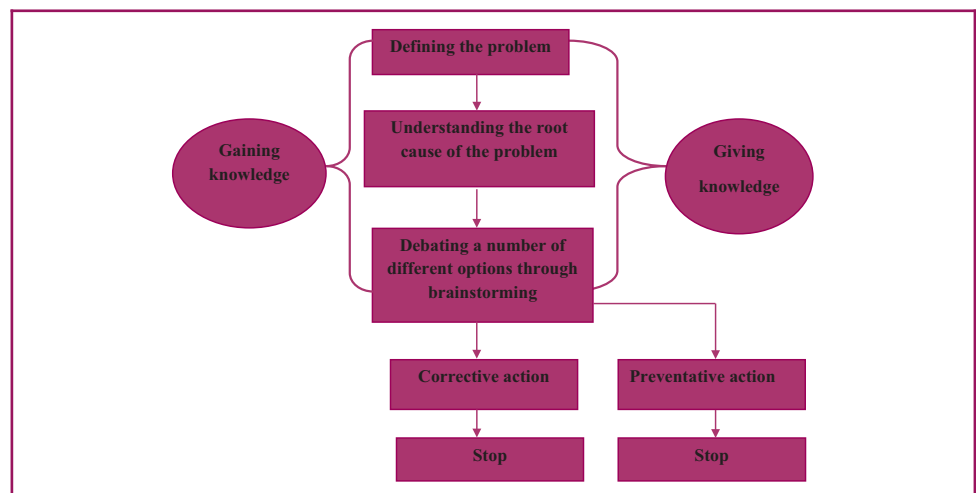 Defining the problem
Understanding the root
cause of the problem
Gaining
knowledge
Giving
knowledge
Debating a number of
different options through
brainstorming
Corrective action
Preventative action
Stop
Stop